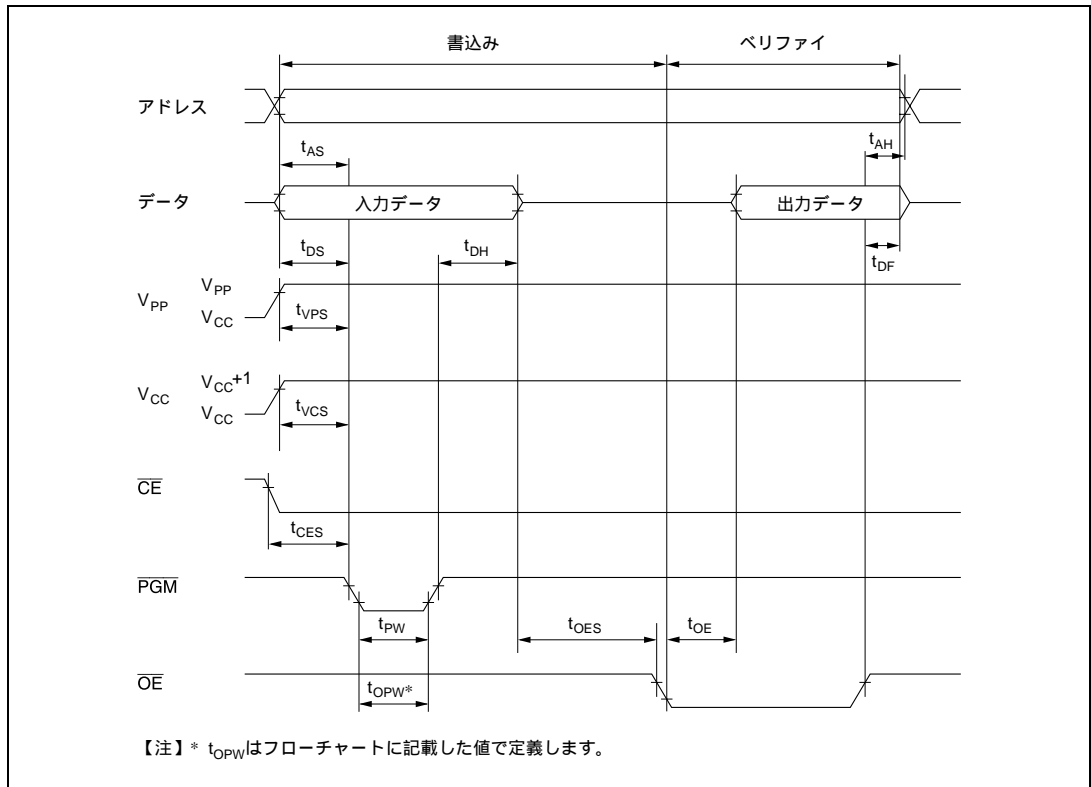 書込み ベリファイ
アドレス
tAS tAH
データ 入力データ 出力データ
tDS tDH tDF
VPP VPP
VCC tVPS
VCC VCC+1
VCC tVCS
CE
tCES
PGM
tPW tOES tOE
OE
tOPW*
【注】* tOPWはフローチャートに記載した値で定義します。